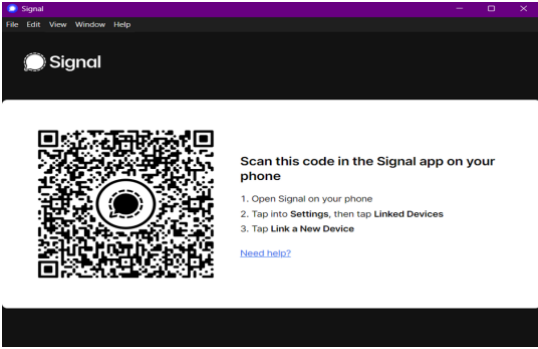 Signal
File Edit View Window Help
Signal
Scan this code in the Signal app on your
phone
1. Open Signal on your phone
2. Tap into Settings, then tap Linked Devices
3. Tap Link a New Device
Need help?